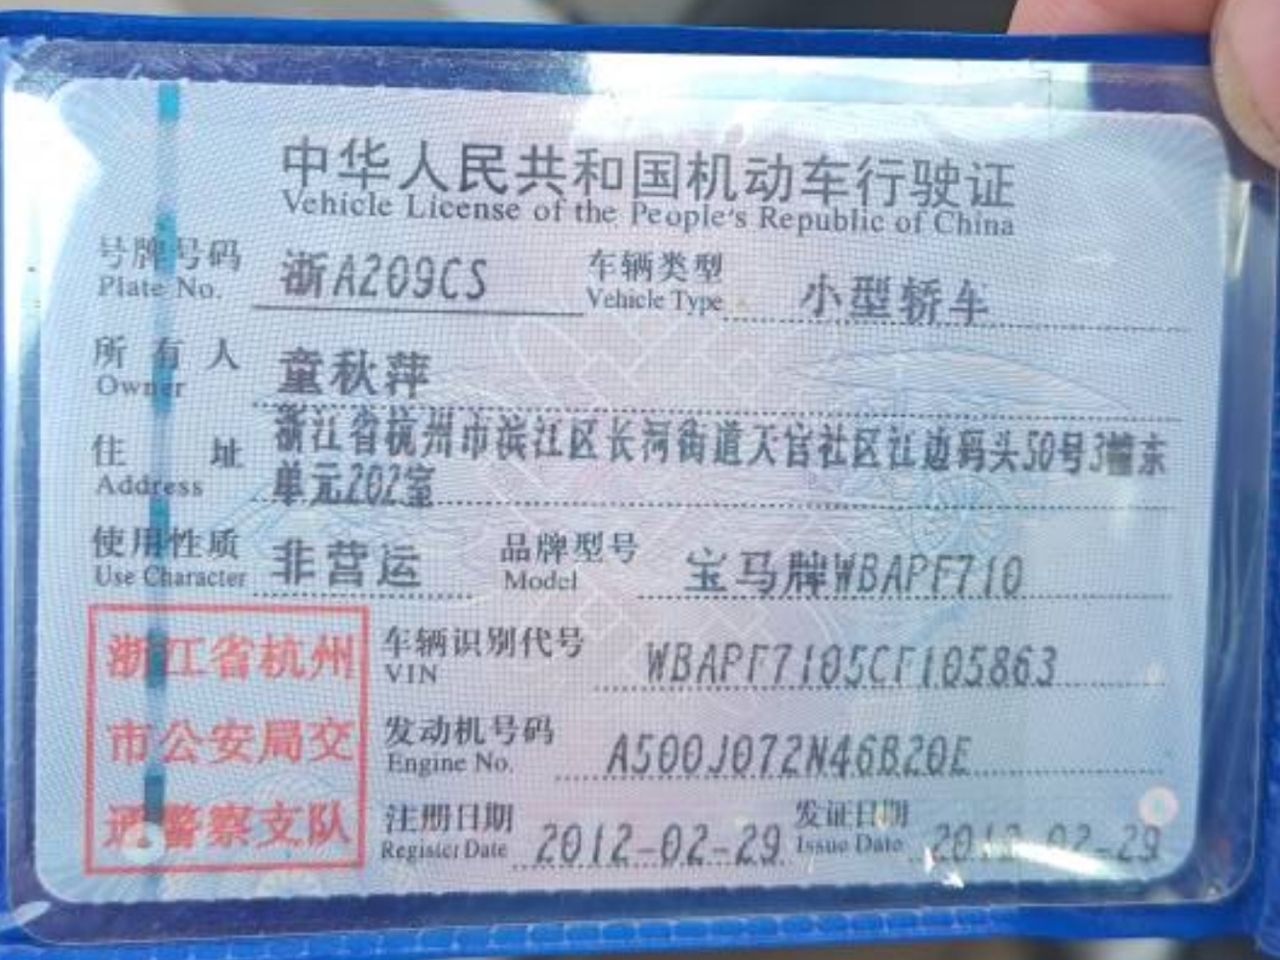 中华人民共和国机动车行驶证
Vehicle License of the People's Republic of China
号牌号码 浙A209CS 车辆类型 小型轿车
Plate No. Vehicle Type
所有人 童秋萍
Owner
住址 浙江省杭州市滨江区长河街道天官社区江边码头50号3幢东
Address 单元202室
使用性质 非营运 品牌型号 宝马牌WBAPF710
Use Character Model
浙江省杭州
市公安局交
通警察支队
车辆识别代号 WBAPF7105CF105863
VIN
发动机号码 A500J072N46B20E
Engine No.
注册日期 2012-02-29 发证日期 2012-02-29
Register Date Issue Date